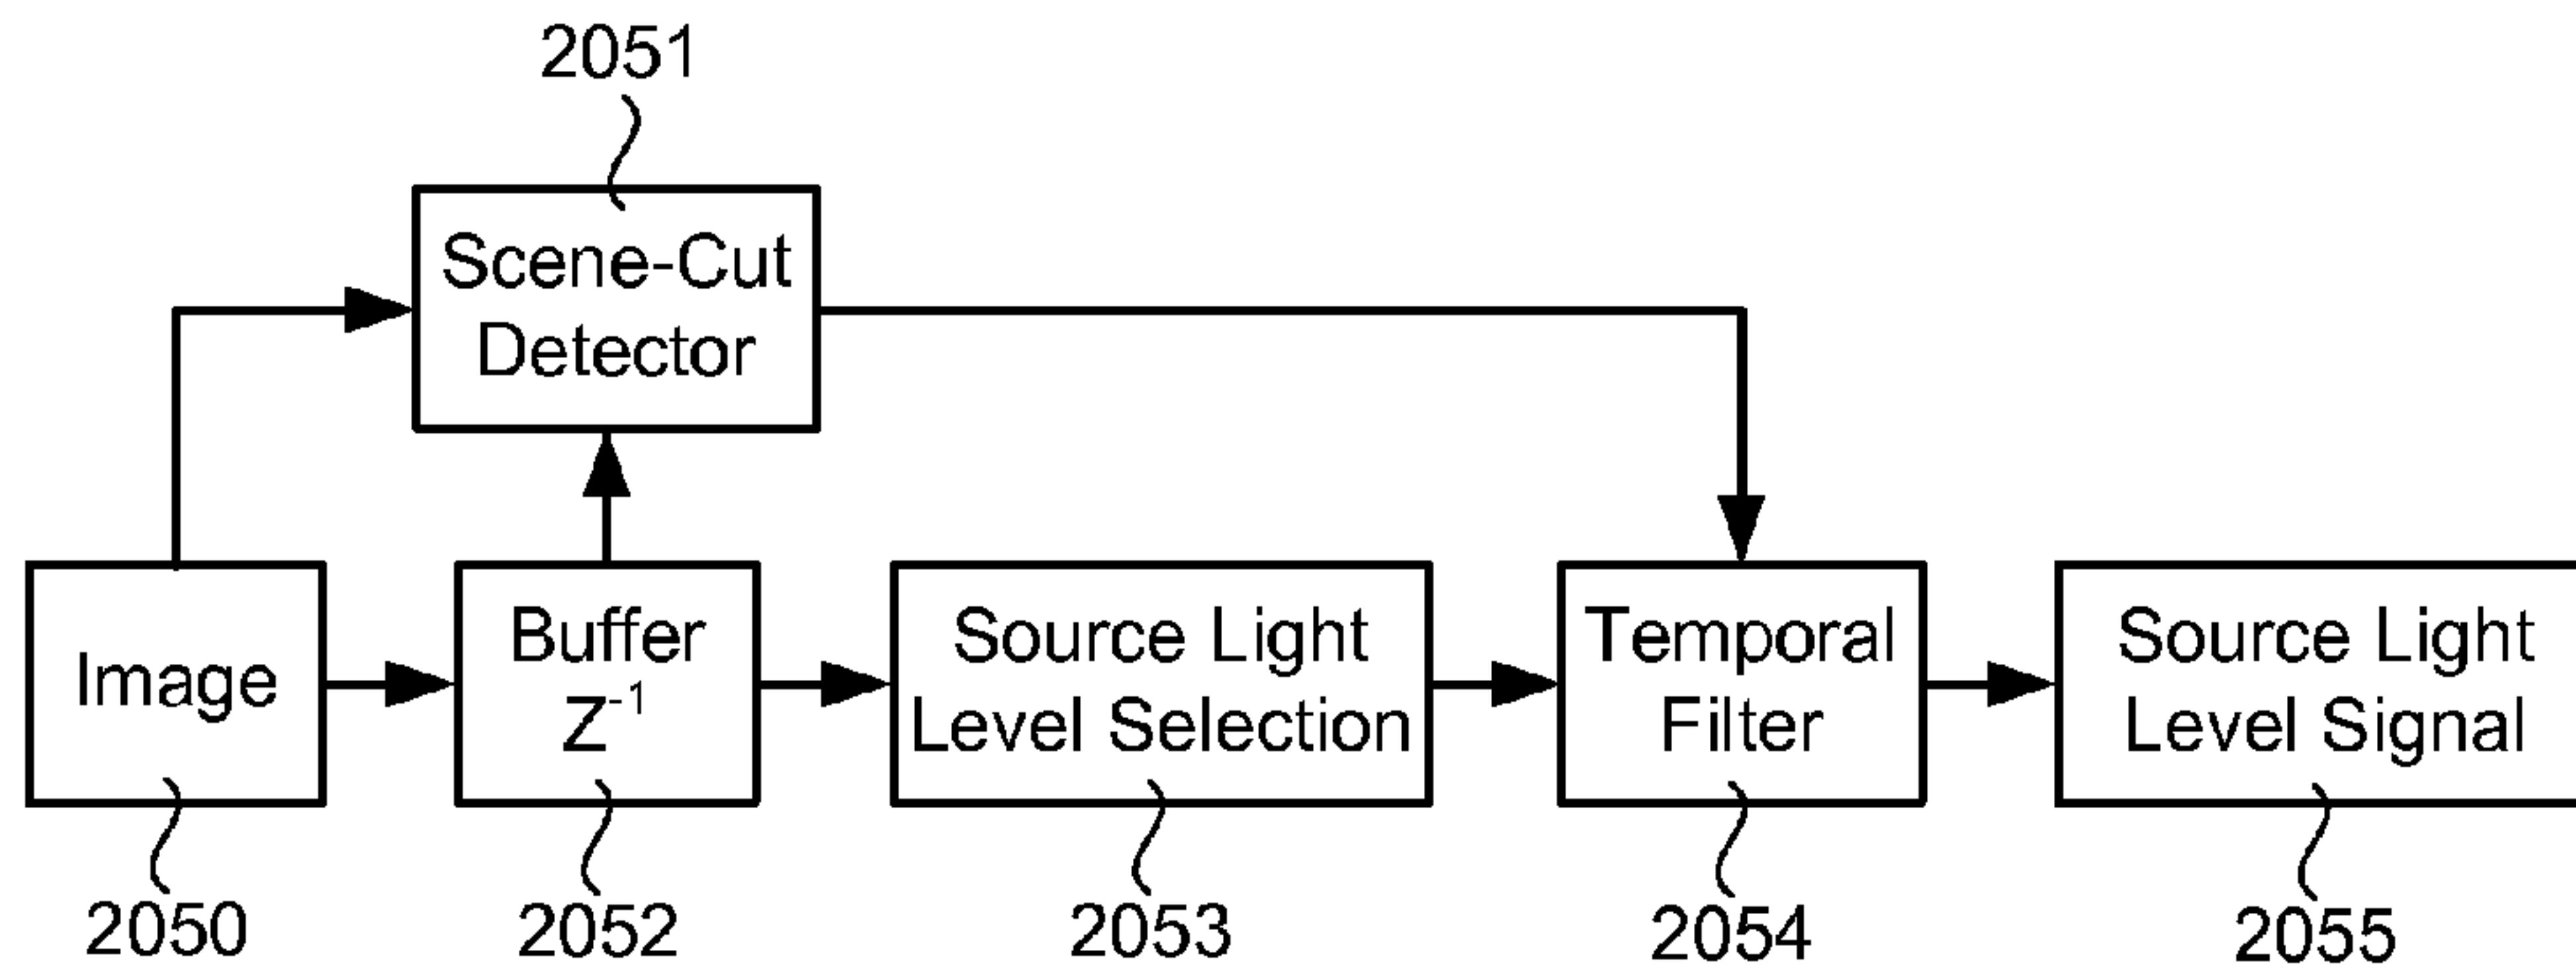 2051
Scene-Cut
Detector
Image
Buffer
Z⁻¹
Source Light
Level Selection
Temporal
Filter
Source Light
Level Signal
2050
2052
2053
2054
2055